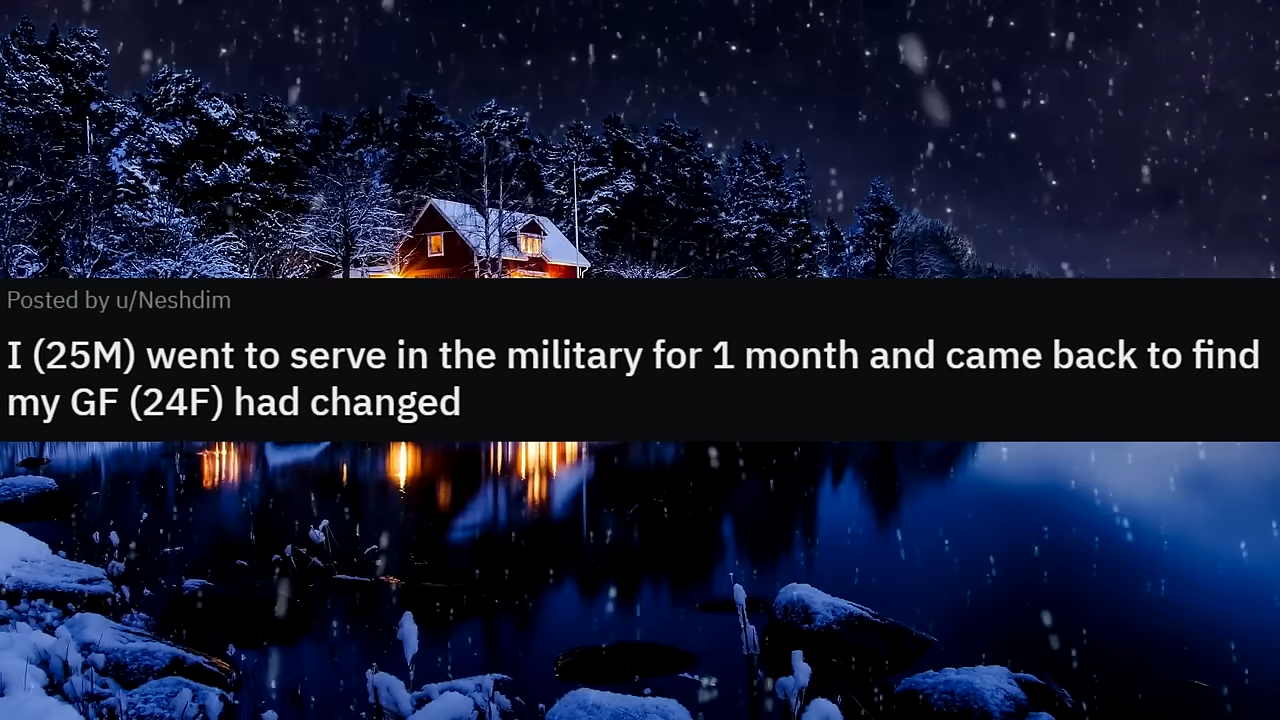 Posted by u/Neshdim
I (25M) went to serve in the military for 1 month and came back to find
my GF (24F) had changed